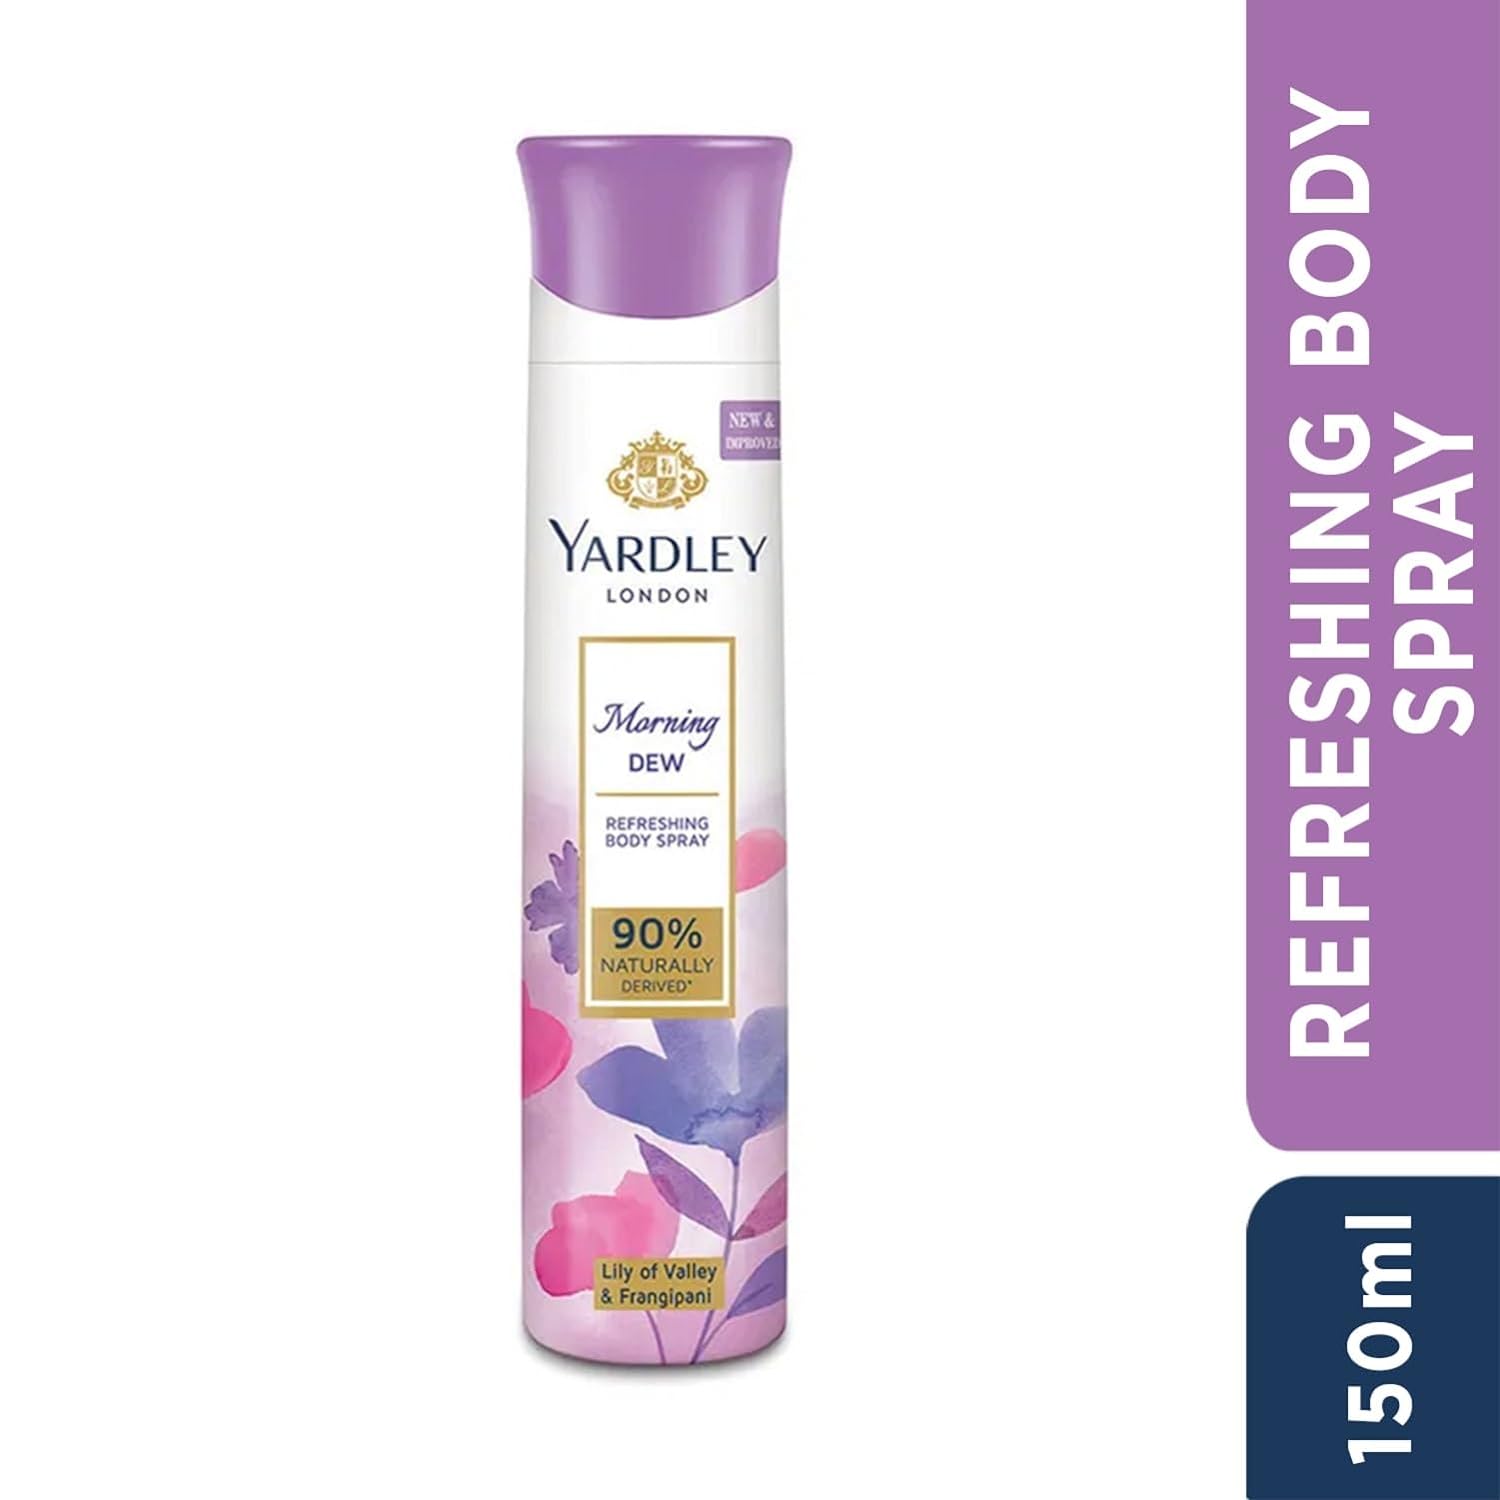 NEW &
IMPROVED
YARDLEY
LONDON
Morning
DEW
REFRESHING
BODY SPRAY
90%
NATURALLY
DERIVED*
Lily of Valley
& Frangipani
REFRESHING BODY
SPRAY
150ml